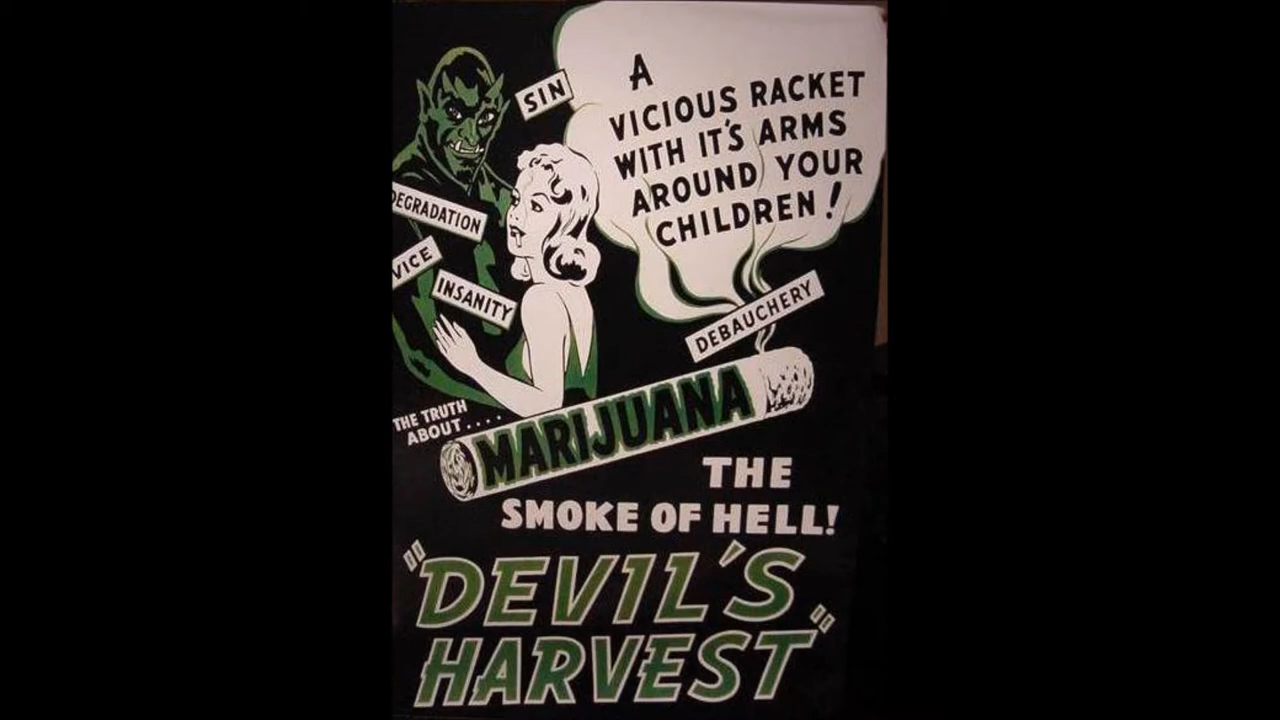 SIN
A
VICIOUS RACKET
WITH IT'S ARMS
AROUND YOUR
CHILDREN!
DEGRADATION
VICE
INSANITY
DEBAUCHERY
THE TRUTH
ABOUT....
MARIJUANA
THE
SMOKE OF HELL!
"DEVIL'S
HARVEST"